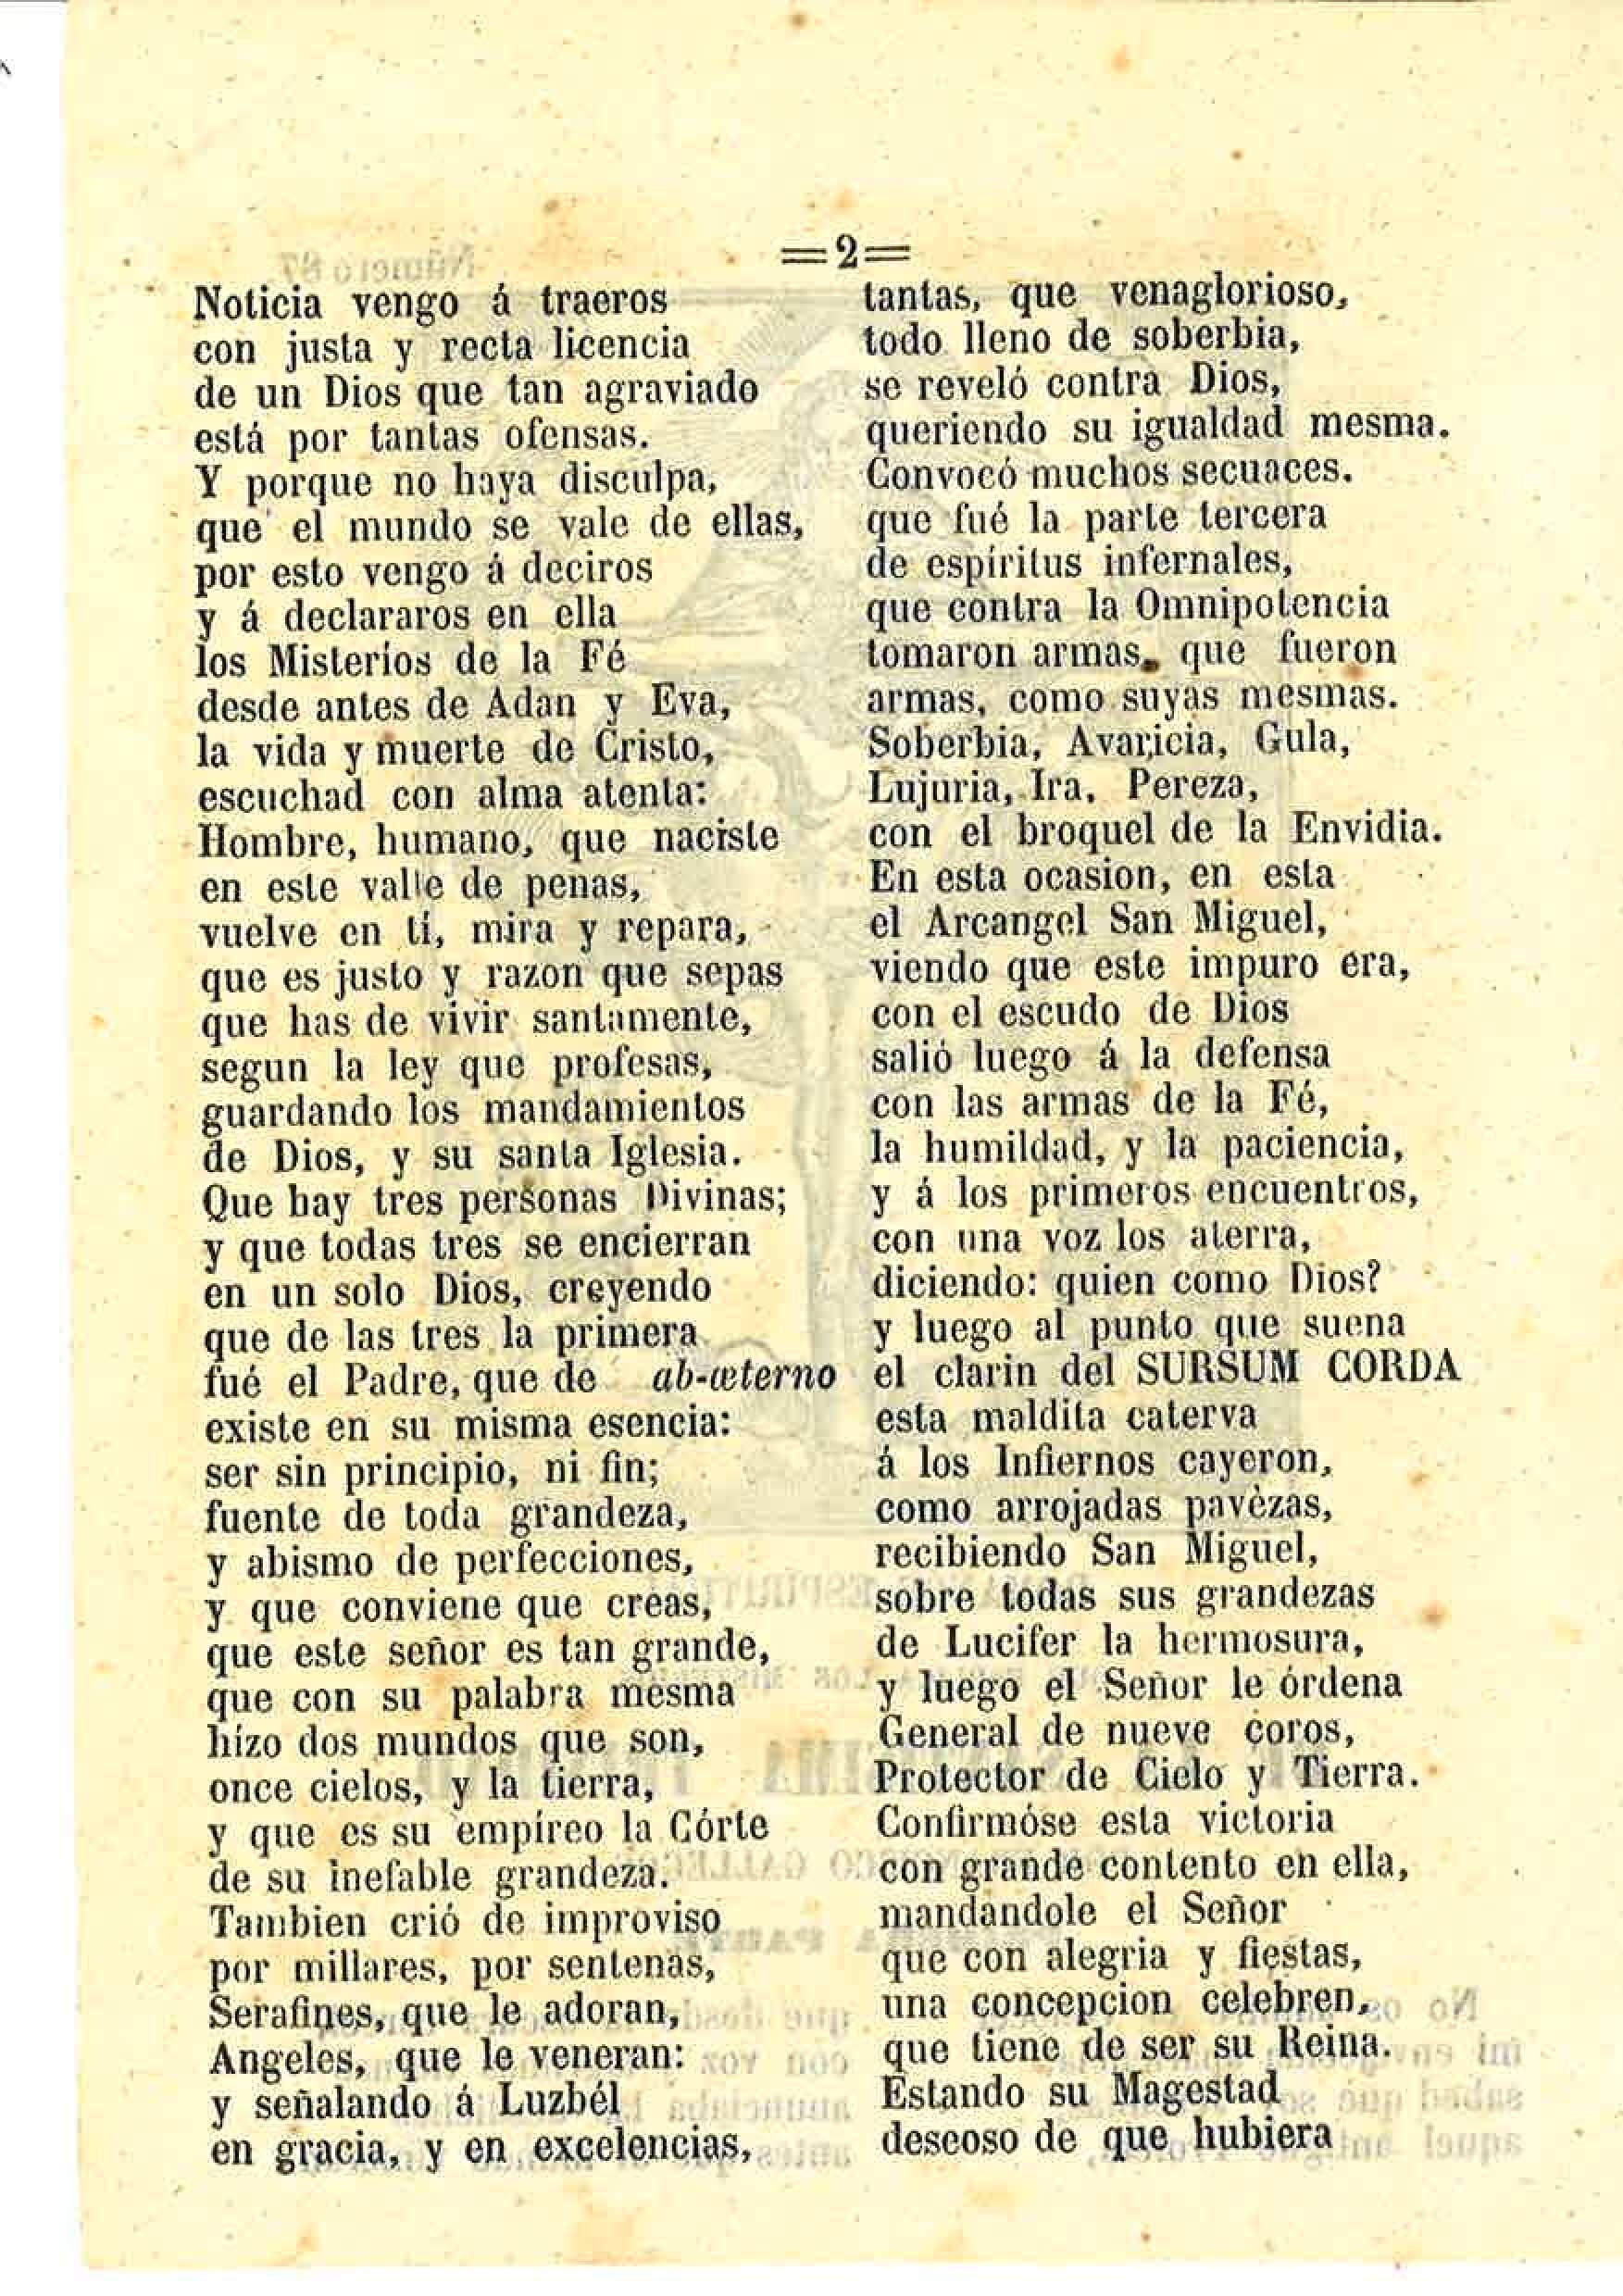 =2=
Noticia vengo á traeros
con justa y recta licencia
de un Dios que tan agraviado
está por tantas ofensas.
Y porque no haya disculpa,
que el mundo se vale de ellas,
por esto vengo á deciros
y á declararos en ella
los Misterios de la Fé
desde antes de Adan y Eva,
la vida y muerte de Cristo,
escuchad con alma atenta:
Hombre, humano, que naciste
en este valle de penas,
vuelve en tí, mira y repara,
que es justo y razon que sepas
que has de vivir santamente,
segun la ley que profesas,
guardando los mandamientos
de Dios, y su santa Iglesia.
Que hay tres personas Divinas;
y que todas tres se encierran
en un solo Dios, creyendo
que de las tres la primera
fué el Padre, que de ab-æterno
existe en su misma esencia:
ser sin principio, ni fin;
fuente de toda grandeza,
y abismo de perfecciones,
y que conviene que creas,
que este señor es tan grande,
que con su palabra mesma
hízo dos mundos que son,
once cielos, y la tierra,
y que es su empíreo la Córte
de su inefable grandeza.
Tambien crió de improviso
por millares, por sentenas,
Serafines, que le adoran,
Angeles, que le veneran:
y señalando á Luzbél
en gracia, y en excelencias,
tantas, que venaglorioso,
todo lleno de soberbia,
se reveló contra Dios,
queriendo su igualdad mesma.
Convocó muchos secuaces.
que fué la parte tercera
de espíritus infernales,
que contra la Omnipotencia
tomaron armas, que fueron
armas, como suyas mesmas.
Soberbia, Avaricia, Gula,
Lujuria, Ira, Pereza,
con el broquel de la Envidia.
En esta ocasion, en esta
el Arcangel San Miguel,
viendo que este impuro era,
con el escudo de Dios
salió luego á la defensa
con las armas de la Fé,
la humildad, y la paciencia,
y á los primeros encuentros,
con una voz los aterra,
diciendo: quien como Dios?
y luego al punto que suena
el clarin del SURSUM CORDA
esta maldita caterva
á los Infiernos cayeron,
como arrojadas pavèzas,
recibiendo San Miguel,
sobre todas sus grandezas
de Lucifer la hermosura,
y luego el Señor le órdena
General de nueve coros,
Protector de Cielo y Tierra.
Confirmóse esta victoria
con grande contento en ella,
mandandole el Señor
que con alegria y fiestas,
una concepcion celebren,
que tiene de ser su Reina.
Estando su Magestad
deseoso de que hubiera